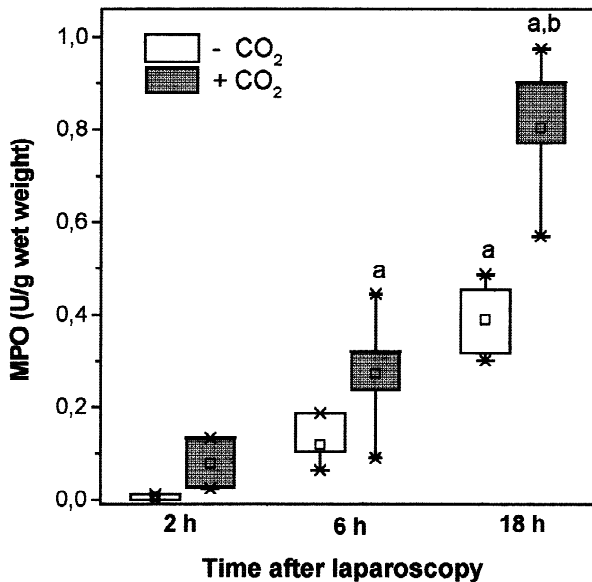 MPO (U/g wet weight)
1,0
0,8
0,6
0,4
0,2
0,0
- CO₂
+ CO₂
a
a
a,b
2 h
6 h
18 h
Time after laparoscopy